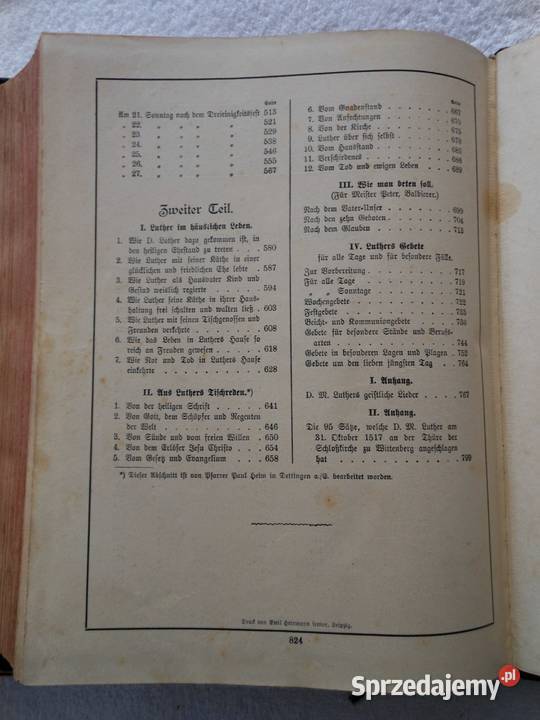 Seite
Am 21. Sonntag nach dem Dreieinigkeitsfest 513
„ 22. „ „ „ „ 521
„ 23. „ „ „ „ 529
„ 24. „ „ „ „ 538
„ 25. „ „ „ „ 546
„ 26. „ „ „ „ 555
„ 27. „ „ „ „ 567
Zweiter Teil.
I. Luther im häuslichen Leben.
1. Wie D. Luther dazu gekommen ist, in
den heiligen Ehestand zu treten . . . 580
2. Wie Luther mit seiner Käthe in einer
glücklichen und friedlichen Ehe lebte . 587
3. Wie Luther als Hausvater Kind und
Gesind weislich regierte . . . . . . 594
4. Wie Luther seine Käthe in ihrer Haus-
haltung frei schalten und walten ließ . 603
5. Wie Luther mit seinen Tischgenossen und
Freunden verkehrte . . . . . . . 608
6. Wie das Leben in Luthers Hause so
reich an Freuden gewesen . . . . . 618
7. Wie Not und Tod in Luthers Hause
einkehrte . . . . . . . . . . 628
II. Aus Luthers Tischreden.*)
1. Von der heiligen Schrift . . . . . 641
2. Von Gott, dem Schöpfer und Regenten
der Welt . . . . . . . . . . 646
3. Von Sünde und vom freien Willen . 650
4. Von dem Erlöser Jesu Christo . . . 654
5. Vom Gesetz und Evangelium . . . 658
Seite
6. Vom Gnadenstand . . . . . . . 667
7. Von Anfechtungen . . . . . . . 670
8. Von der Kirche . . . . . . . . 675
9. Luther über sich selbst . . . . . 680
10. Vom Hausstand . . . . . . . . 685
11. Verschiedenes . . . . . . . . 688
12. Vom Tod und ewigen Leben . . . 689
III. Wie man beten soll.
(Für Meister Peter, Balbierer.)
Nach dem Vater-Unser . . . . . . 699
Nach den zehn Geboten . . . . . . 704
Nach dem Glauben . . . . . . . 715
IV. Luthers Gebete
für alle Tage und für besondere Fälle.
Zur Vorbereitung . . . . . . . . 717
Für alle Tage . . . . . . . . . 719
„ „ Sonntage . . . . . . . . 721
Wochengebete . . . . . . . . . 722
Festgebete . . . . . . . . . . 735
Beicht- und Kommuniongebete . . . . 738
Gebete für besondere Stände und Berufs-
arten . . . . . . . . . . . 744
Gebete in besonderen Lagen und Plagen . 752
Gebete um den lieben jüngsten Tag . . 764
I. Anhang.
D. M. Luthers geistliche Lieder . . . . 767
II. Anhang.
Die 95 Sätze, welche D. M. Luther am
31. Oktober 1517 an der Thüre der
Schloßkirche zu Wittenberg angeschlagen
hat . . . . . . . . . . . 799
*) Dieser Abschnitt ist von Pfarrer Paul Heim in Dettingen a./E. bearbeitet worden.
Druck von Emil Herrmann senior, Leipzig.
824
Sprzedajemy.pl